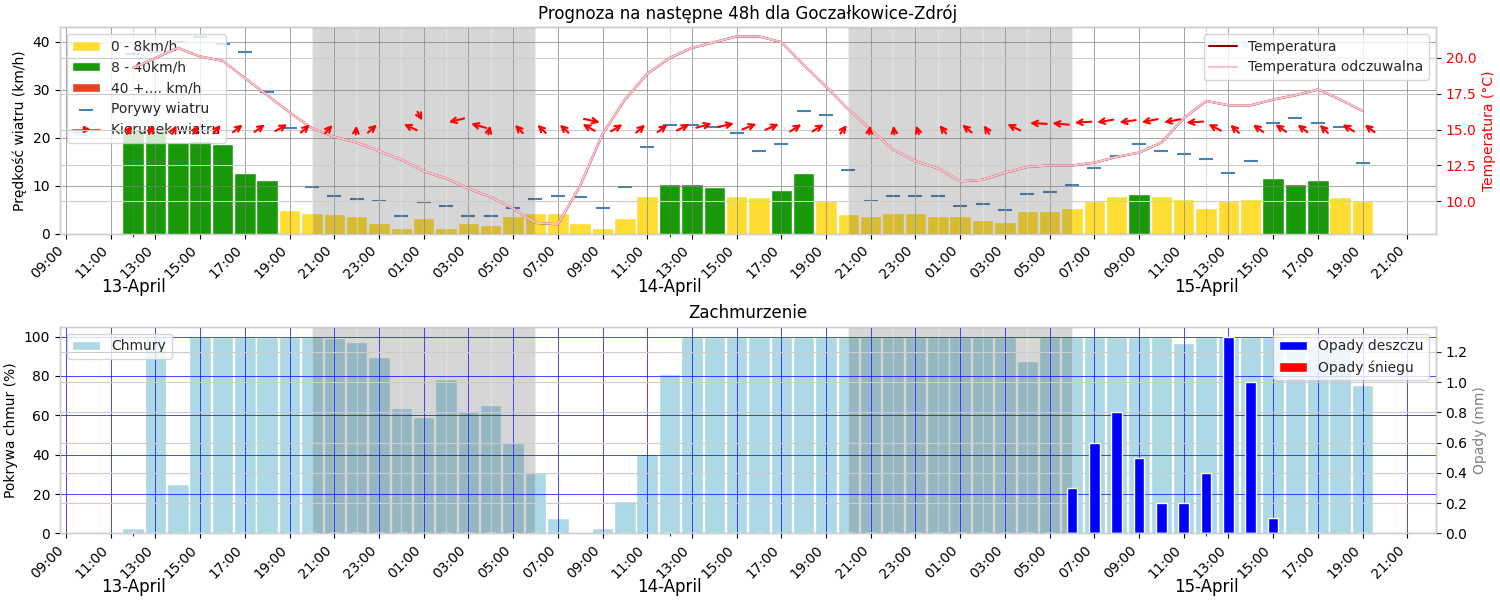 Prognoza na następne 48h dla Goczałkowice-Zdrój
Prędkość wiatru (km/h)
40
30
20
10
0
0 - 8km/h
8 - 40km/h
40 +.... km/h
Porywy wiatru
Kierunek wiatru
Temperatura
Temperatura odczuwalna
20.0
17.5
15.0
12.5
10.0
Temperatura (°C)
09:00 11:00 13:00 15:00 17:00 19:00 21:00 23:00 01:00 03:00 05:00 07:00 09:00 11:00 13:00 15:00 17:00 19:00 21:00 23:00 01:00 03:00 05:00 07:00 09:00 11:00 13:00 15:00 17:00 19:00 21:00
13-April 14-April 15-April
Zachmurzenie
Pokrywa chmur (%)
100
80
60
40
20
0
Chmury
Opady deszczu
Opady śniegu
1.2
1.0
0.8
0.6
0.4
0.2
0.0
Opady (mm)
09:00 11:00 13:00 15:00 17:00 19:00 21:00 23:00 01:00 03:00 05:00 07:00 09:00 11:00 13:00 15:00 17:00 19:00 21:00 23:00 01:00 03:00 05:00 07:00 09:00 11:00 13:00 15:00 17:00 19:00 21:00
13-April 14-April 15-April